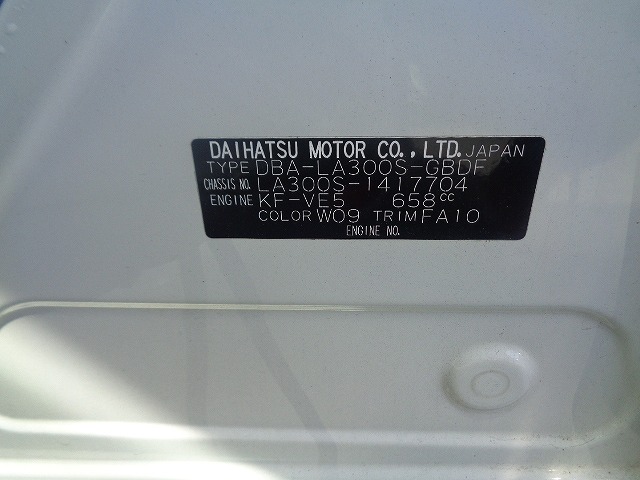 DAIHATSU MOTOR CO., LTD. JAPAN
TYPE DBA-LA300S-GBDF
CHASSIS NO. LA300S-1417704
ENGINE KF-VE5 658cc
COLOR W09 TRIM FA10
ENGINE NO.